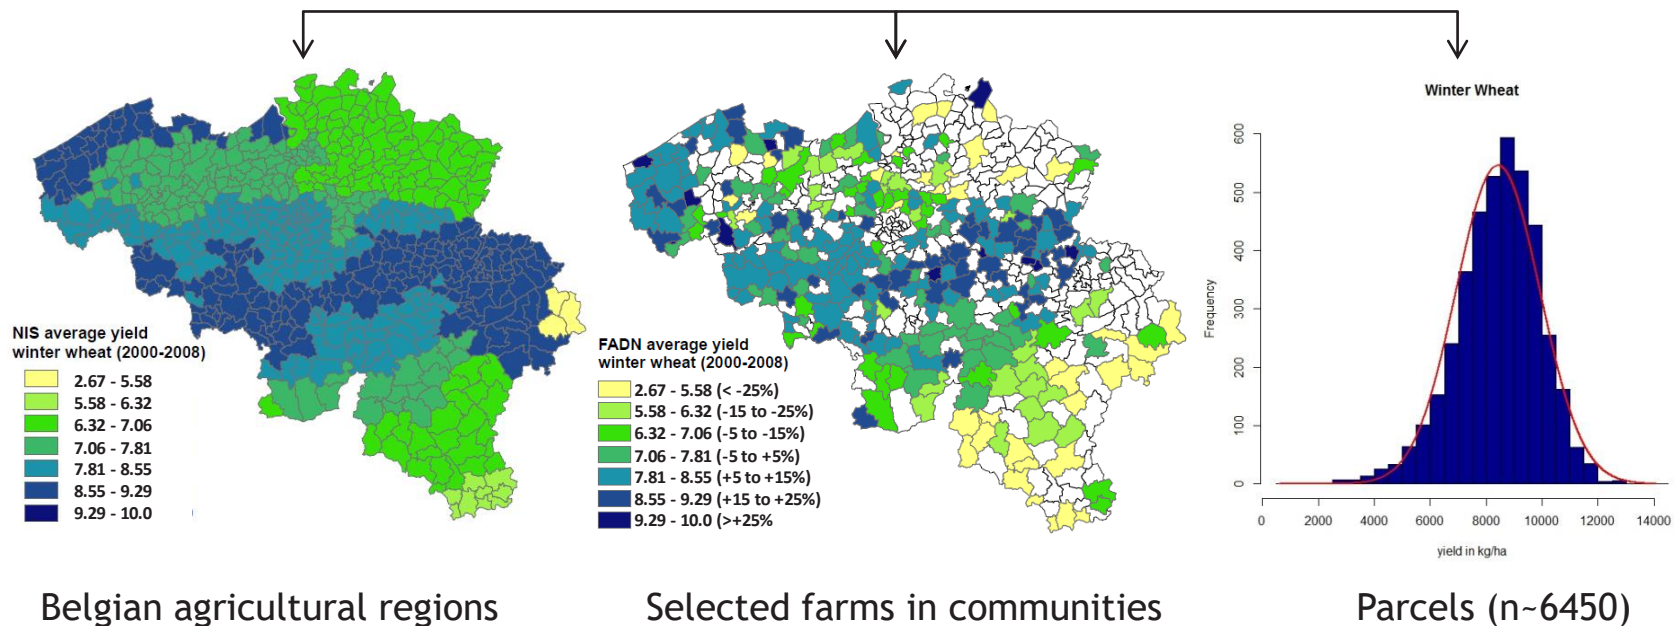 NIS average yield
winter wheat (2000-2008)
2.67 - 5.58
5.58 - 6.32
6.32 - 7.06
7.06 - 7.81
7.81 - 8.55
8.55 - 9.29
9.29 - 10.0
Belgian agricultural regions
FADN average yield
winter wheat (2000-2008)
2.67 - 5.58 (< -25%)
5.58 - 6.32 (-15 to -25%)
6.32 - 7.06 (-5 to -15%)
7.06 - 7.81 (-5 to +5%)
7.81 - 8.55 (+5 to +15%)
8.55 - 9.29 (+15 to +25%)
9.29 - 10.0 (>+25%
Selected farms in communities
Winter Wheat
Frequency
600
500
400
300
200
100
0
0 2000 4000 6000 8000 10000 12000 14000
yield in kg/ha
Parcels (n~6450)